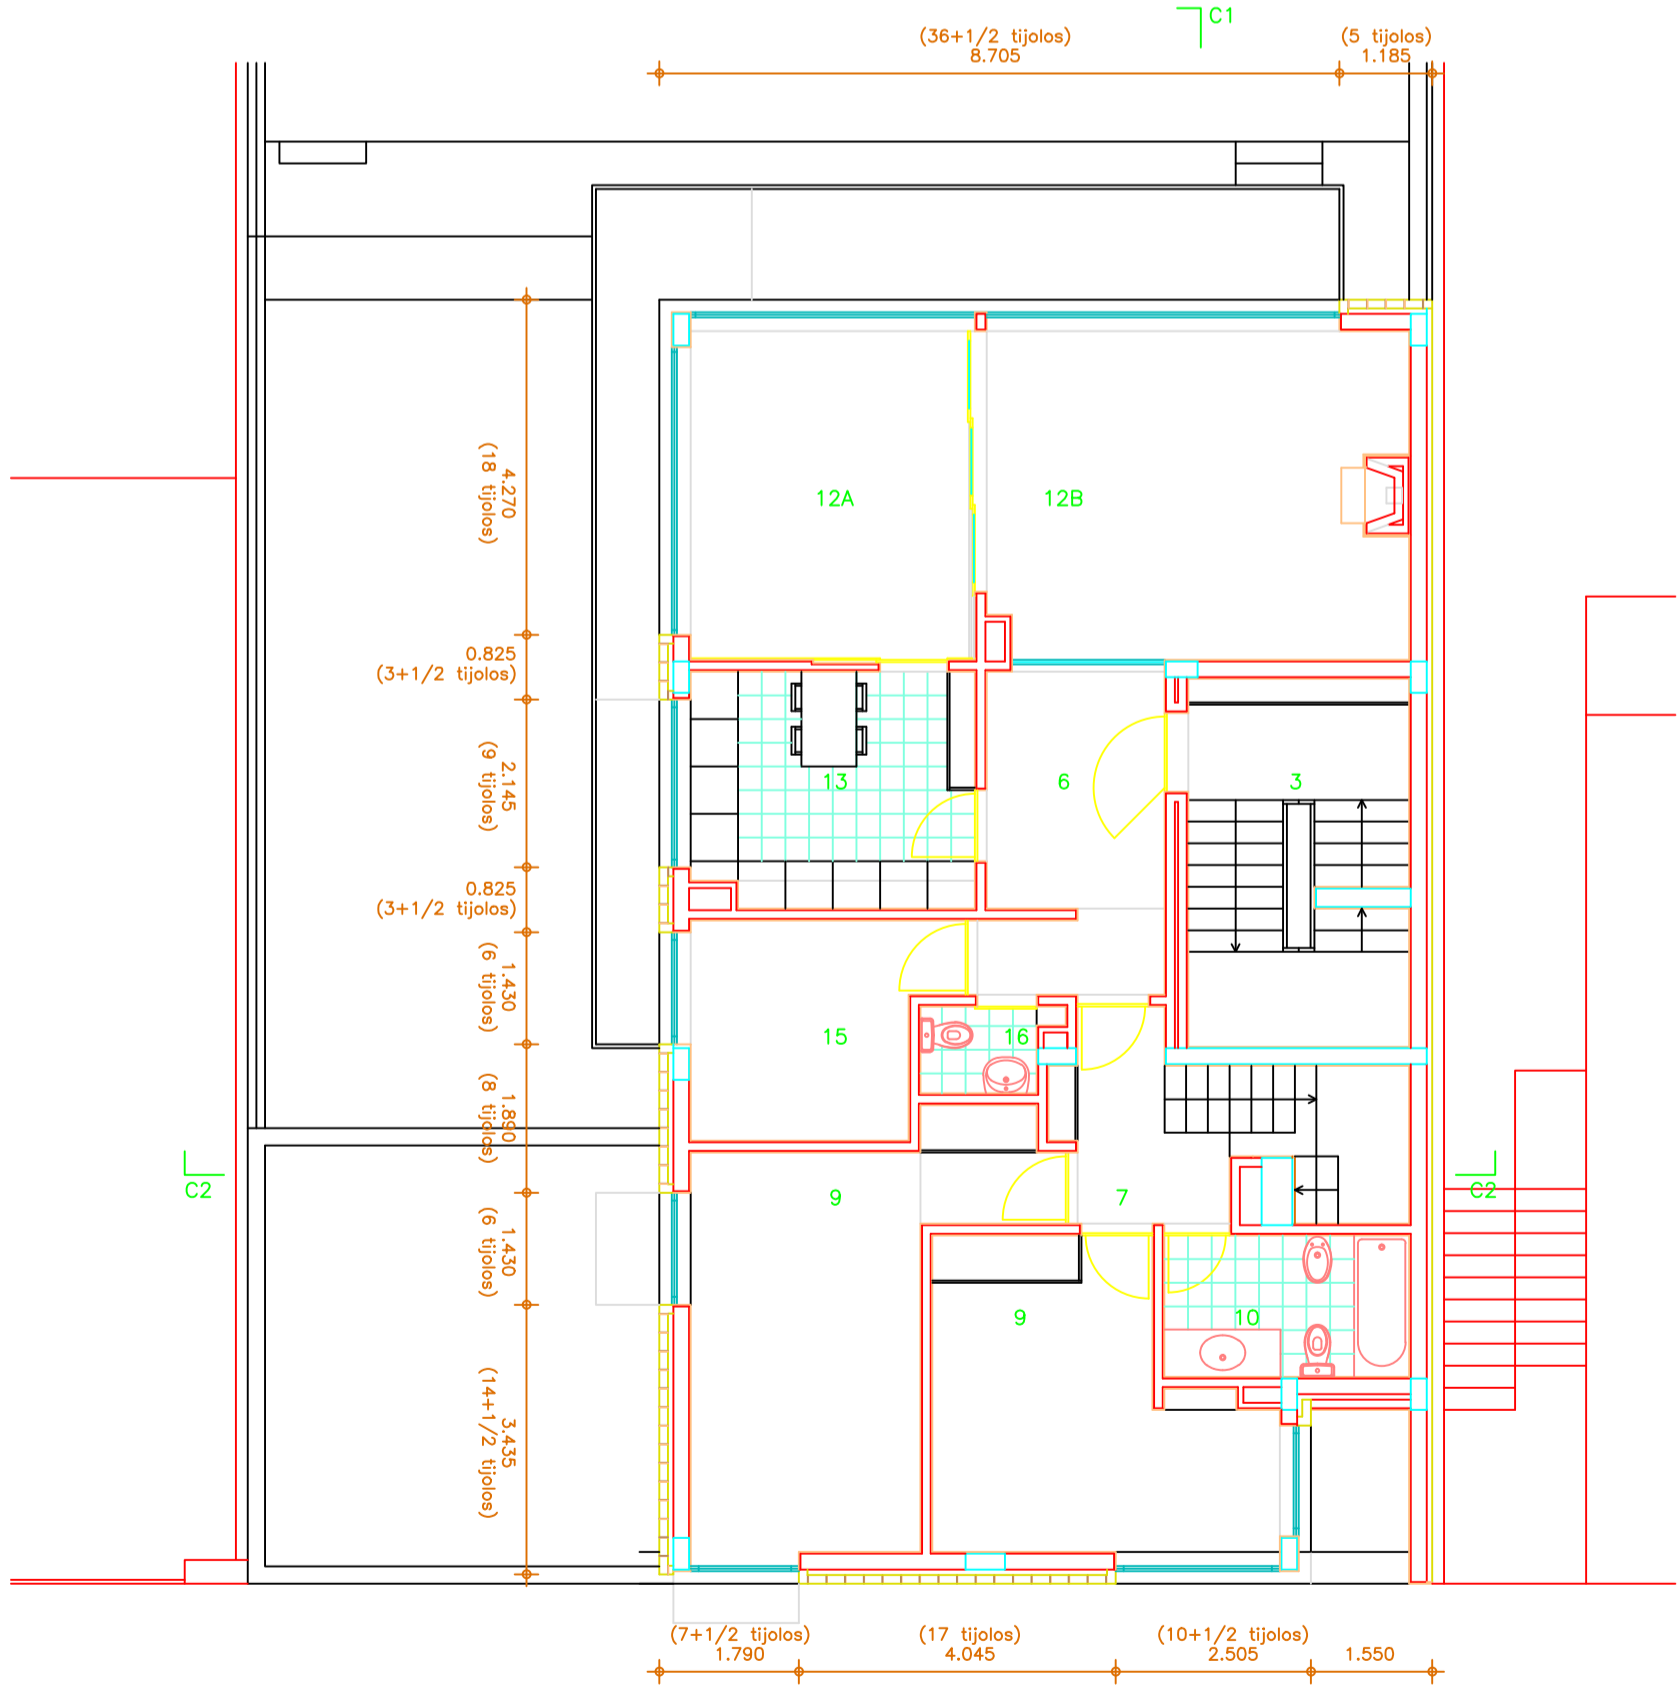 C1
(36+1/2 tijolos)
8.705
(5 tijolos)
1.185
4.270
(18 tijolos)
12A
12B
0.825
(3+1/2 tijolos)
2.145
(9 tijolos)
13
6
3
0.825
(3+1/2 tijolos)
1.430
(6 tijolos)
15
16
1.890
(8 tijolos)
C2
9
7
C2
1.430
(6 tijolos)
9
10
3.435
(14+1/2 tijolos)
(7+1/2 tijolos)
1.790
(17 tijolos)
4.045
(10+1/2 tijolos)
2.505
1.550